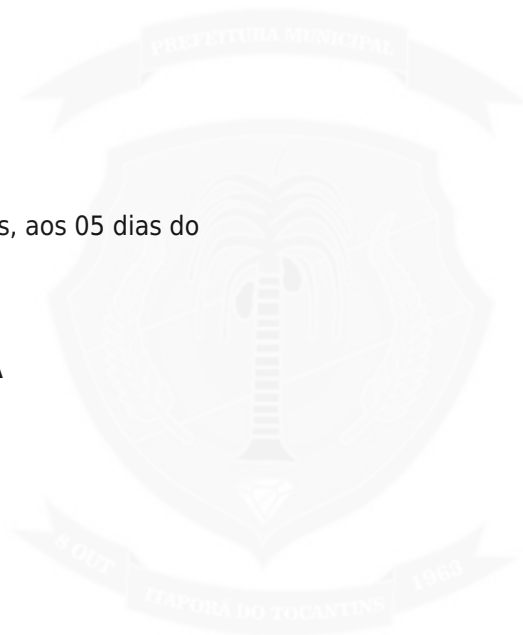 PREFEITURA MUNICIPAL
s, aos 05 dias do
A
8 OUT
ITAPORÃ DO TOCANTINS
1963